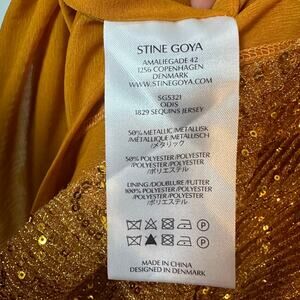 STINE GOYA
AMALIEGADE 42
1256 COPENHAGEN
DENMARK
WWW.STINEGOYA.COM
SG5321
ODIS
1829 SEQUINS JERSEY
50% METALLIC/METALLISK
/MÉTALLIQUE/METALLISCH
/メタリック
50% POLYESTER/POLYESTER
/POLYESTER/POLYESTER
/ポリエステル
LINING/DOUBLURE/FUTTER
100% POLYESTER/POLYESTER
/POLYESTER/POLYESTER
/ポリエステル
P
P
MADE IN CHINA
DESIGNED IN DENMARK